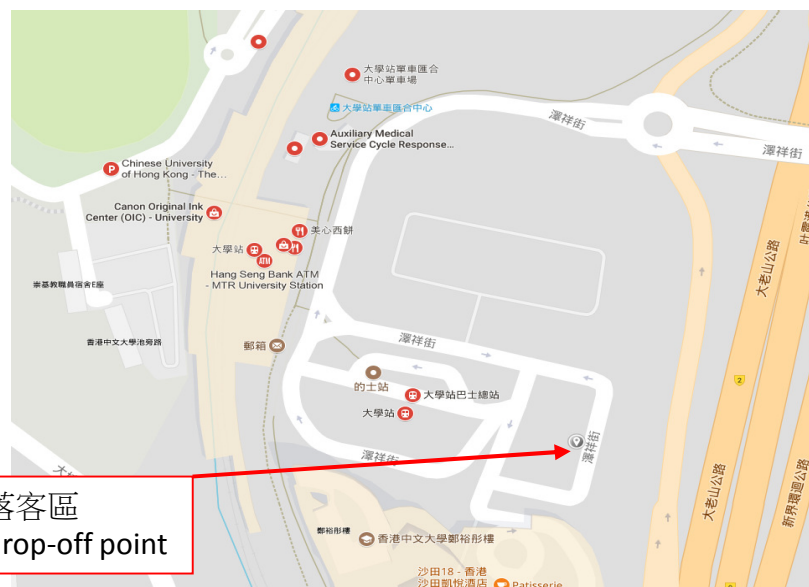 大學站單車匯合
中心單車場
大學站單車匯合中心
澤祥街
澤祥街
Auxiliary Medical
Service Cycle Response...
Chinese University
of Hong Kong - The...
Canon Original Ink
Center (OIC) - University
美心西餅
大學站
Hang Seng Bank ATM
- MTR University Station
大老山公路
崇基教職員宿舍E座
香港中文大學池旁路
郵箱
澤祥街
的士站
2
大學站巴士總站
大學站
澤祥街
澤祥街
大老山公路
新界環迴公路
落客區
rop-off point
鄭裕彤樓
香港中文大學鄭裕彤樓
沙田18 - 香港
沙田凱悅酒店
Patisserie